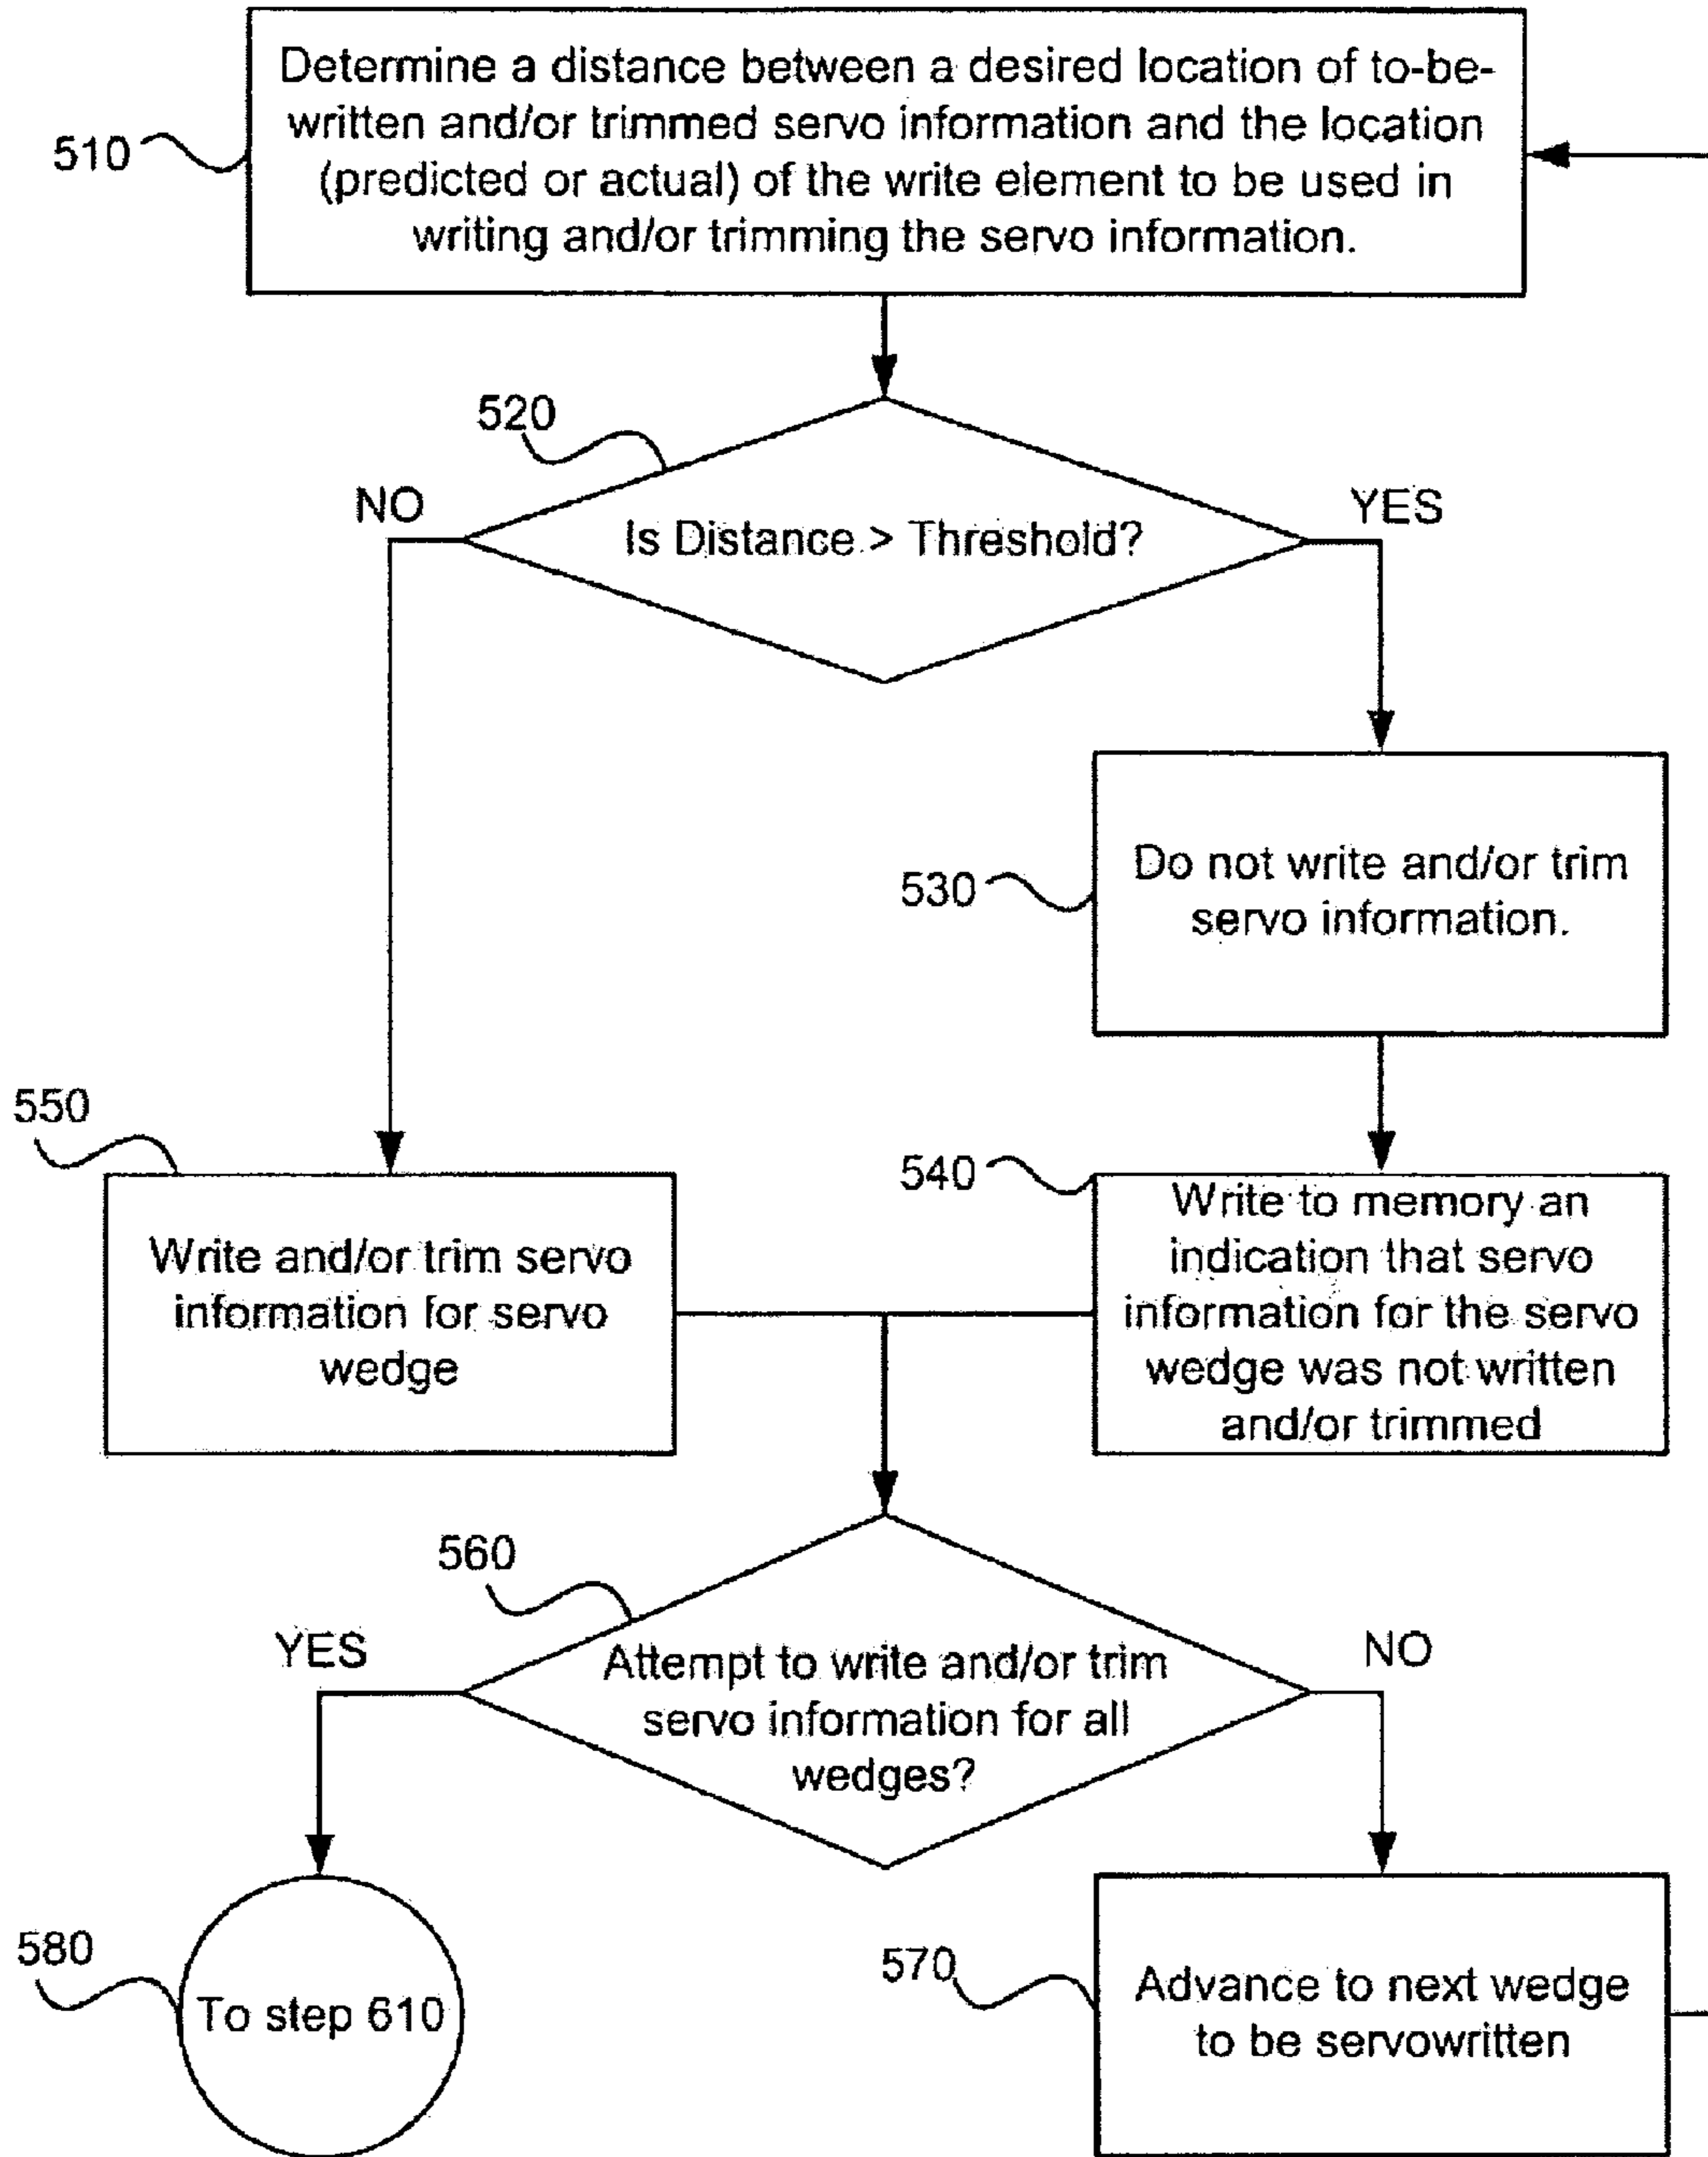 Determine a distance between a desired location of to-be-
written and/or trimmed servo information and the location
(predicted or actual) of the write element to be used in
writing and/or trimming the servo information.
510
520
NO
YES
Is Distance > Threshold?
530
Do not write and/or trim
servo information.
550
Write and/or trim servo
information for servo
wedge
540
Write to memory an
indication that servo
information for the servo
wedge was not written
and/or trimmed
560
YES
NO
Attempt to write and/or trim
servo information for all
wedges?
580
To step 610
570
Advance to next wedge
to be servowritten